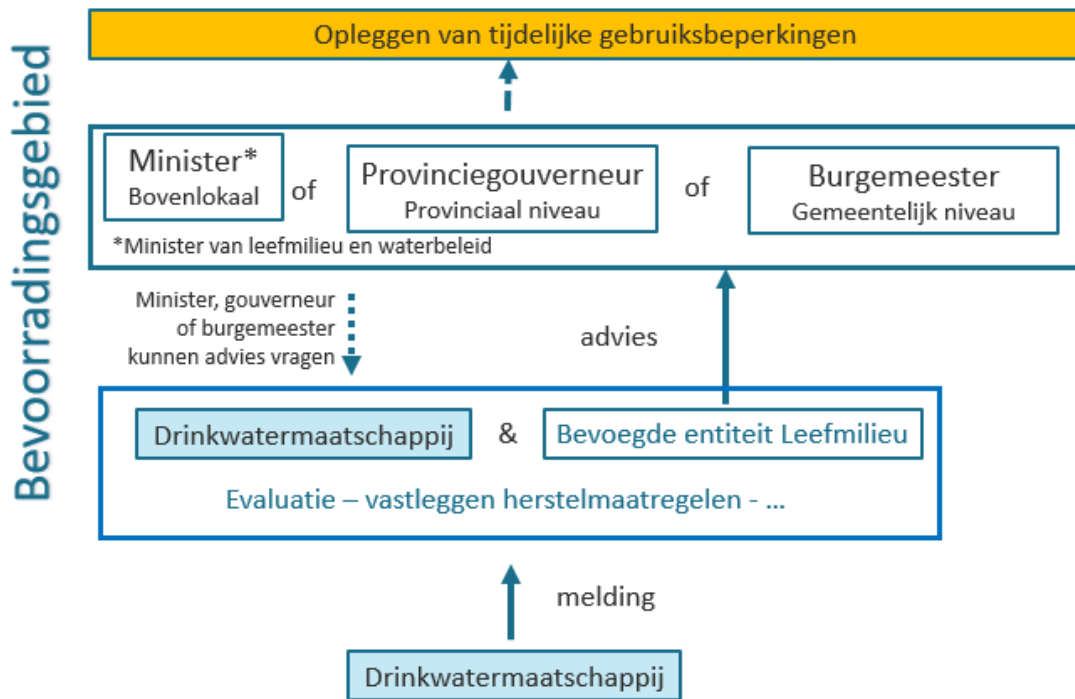 Bevoorradingsgebied
Opleggen van tijdelijke gebruiksbeperkingen
Minister*
Bovenlokaal
of
Provinciegouverneur
Provinciaal niveau
of
Burgemeester
Gemeentelijk niveau
*Minister van leefmilieu en waterbeleid
Minister, gouverneur
of burgemeester
kunnen advies vragen
advies
Drinkwatermaatschappij & Bevoegde entiteit Leefmilieu
Evaluatie – vastleggen herstelmaatregelen - ...
melding
Drinkwatermaatschappij